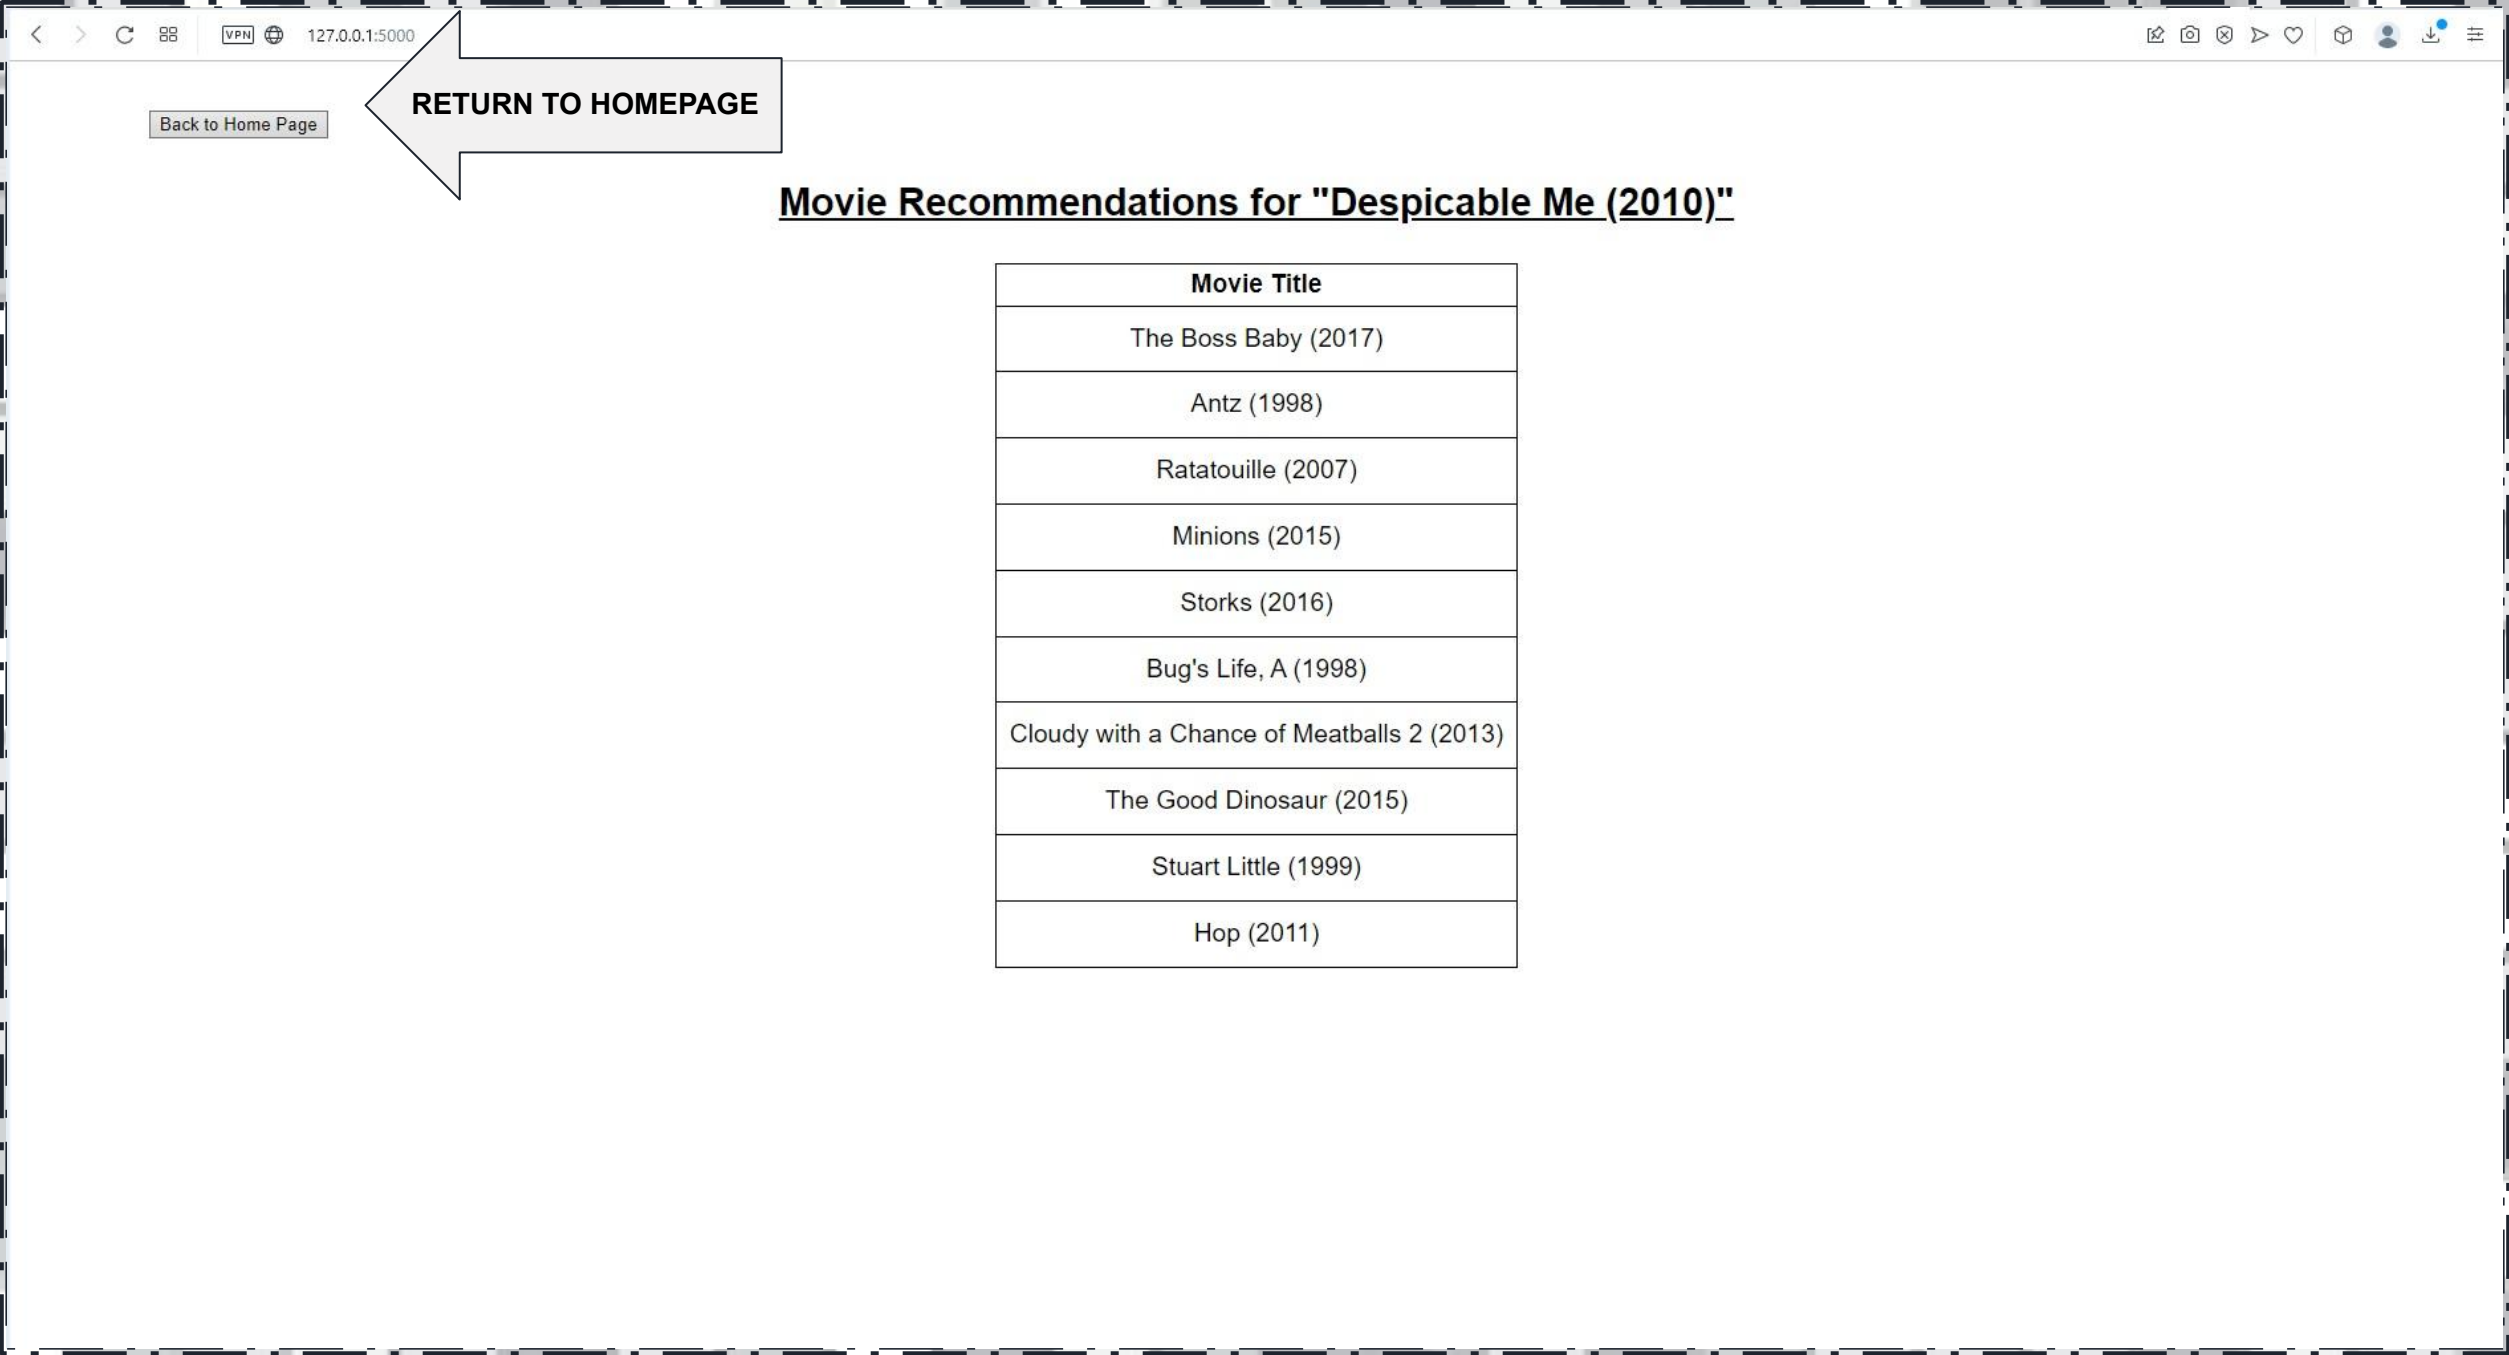 VPN 127.0.0.1:5000
RETURN TO HOMEPAGE
Back to Home Page
Movie Recommendations for "Despicable Me (2010)"
Movie Title
The Boss Baby (2017)
Antz (1998)
Ratatouille (2007)
Minions (2015)
Storks (2016)
Bug's Life, A (1998)
Cloudy with a Chance of Meatballs 2 (2013)
The Good Dinosaur (2015)
Stuart Little (1999)
Hop (2011)